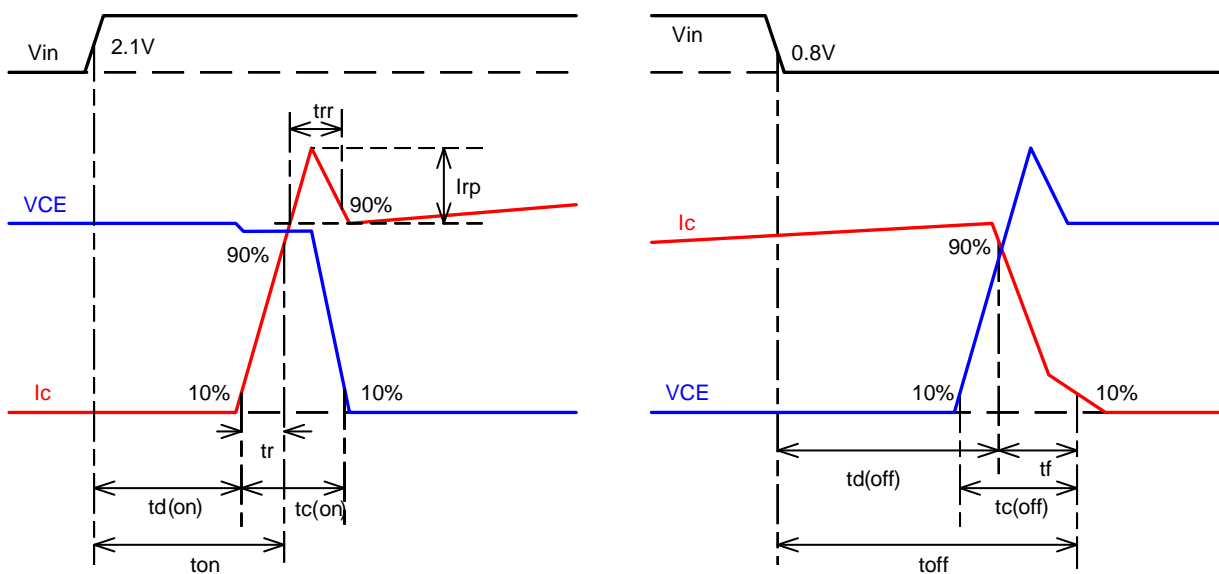 Vin
2.1V
trr
Irp
VCE
90%
90%
Ic
10%
10%
tr
td(on)
tc(on)
ton
Vin
0.8V
Ic
90%
VCE
10%
10%
td(off)
tf
tc(off)
toff